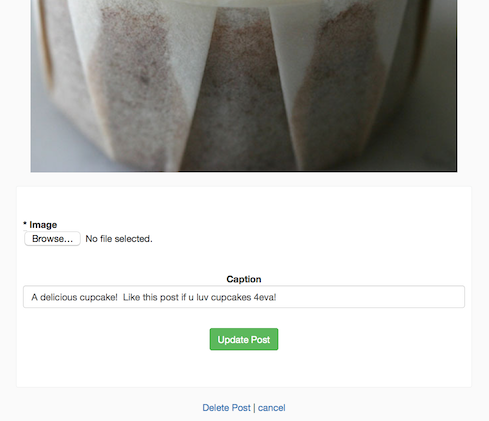 * Image
Browse... No file selected.
Caption
A delicious cupcake!  Like this post if u luv cupcakes 4eva!
Update Post
Delete Post | cancel